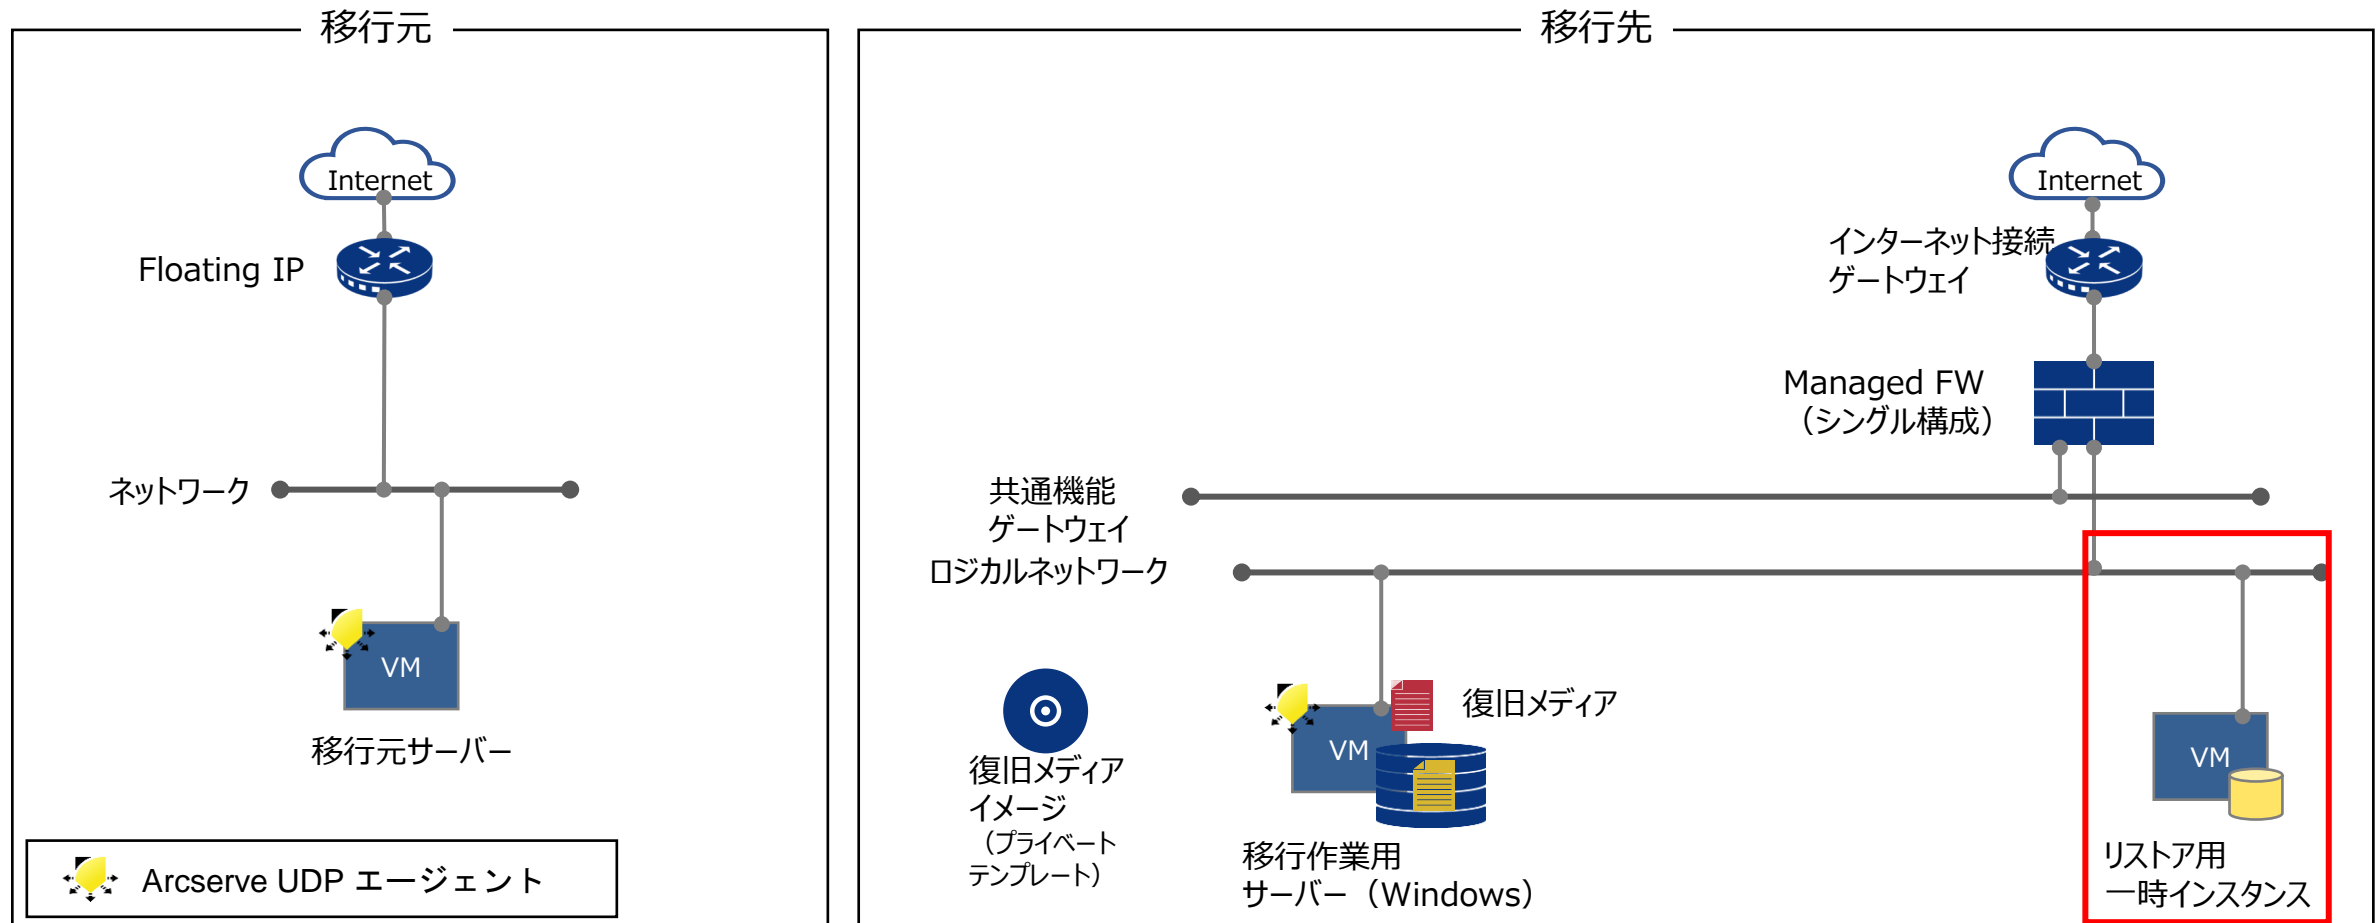 移行元
Internet
Floating IP
ネットワーク
VM
移行元サーバー
Arcserve UDP エージェント
移行先
Internet
インターネット接続
ゲートウェイ
Managed FW
（シングル構成）
共通機能
ゲートウェイ
ロジカルネットワーク
復旧メディア
イメージ
（プライベート
テンプレート）
VM
復旧メディア
移行作業用
サーバー（Windows）
VM
リストア用
一時インスタンス